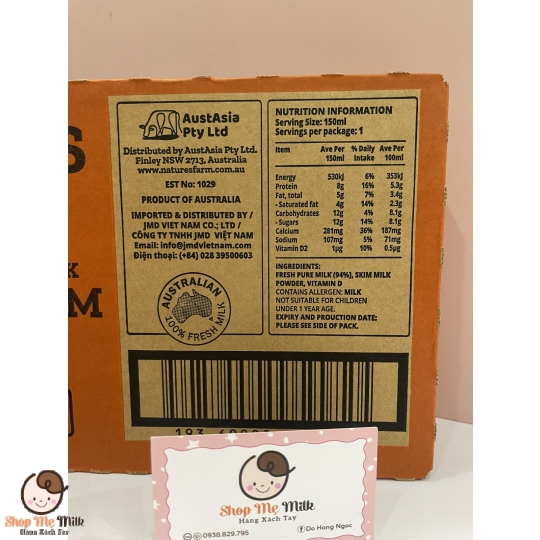 S
K
M
AustAsia
Pty Ltd
Distributed by AustAsia Pty Ltd.
Finley NSW 2713, Australia
www.naturesfarm.com.au
EST No: 1029
PRODUCT OF AUSTRALIA
IMPORTED & DISTRIBUTED BY /
JMD VIET NAM CO.; LTD /
CÔNG TY TNHH JMD VIỆT NAM
Email: info@jmdvietnam.com
Điện thoại: (+84) 028 39500603
AUSTRALIAN
100% FRESH MILK
NUTRITION INFORMATION
Serving Size: 150ml
Servings per package: 1
Item Ave Per 150ml % Daily Intake Ave Per 100ml
Energy 530kJ 6% 353kJ
Protein 8g 16% 5.3g
Fat, total 5g 7% 3.4g
- Saturated fat 4g 14% 2.3g
Carbohydrates 12g 4% 8.1g
- Sugars 12g 14% 8.1g
Calcium 281mg 36% 187mg
Sodium 107mg 5% 71mg
Vitamin D2 1µg 10% 0.5µg
INGREDIENTS:
FRESH PURE MILK (94%), SKIM MILK
POWDER, VITAMIN D
CONTAINS ALLERGEN: MILK
NOT SUITABLE FOR CHILDREN
UNDER 1 YEAR AGE.
EXPIRY AND PROUCTION DATE:
PLEASE SEE SIDE OF PACK.
Shop Mẹ Milk
Hàng Xách Tay
0938.829.795
Do Hong Ngoc
Shop Mẹ Milk
Hàng Xách Tay